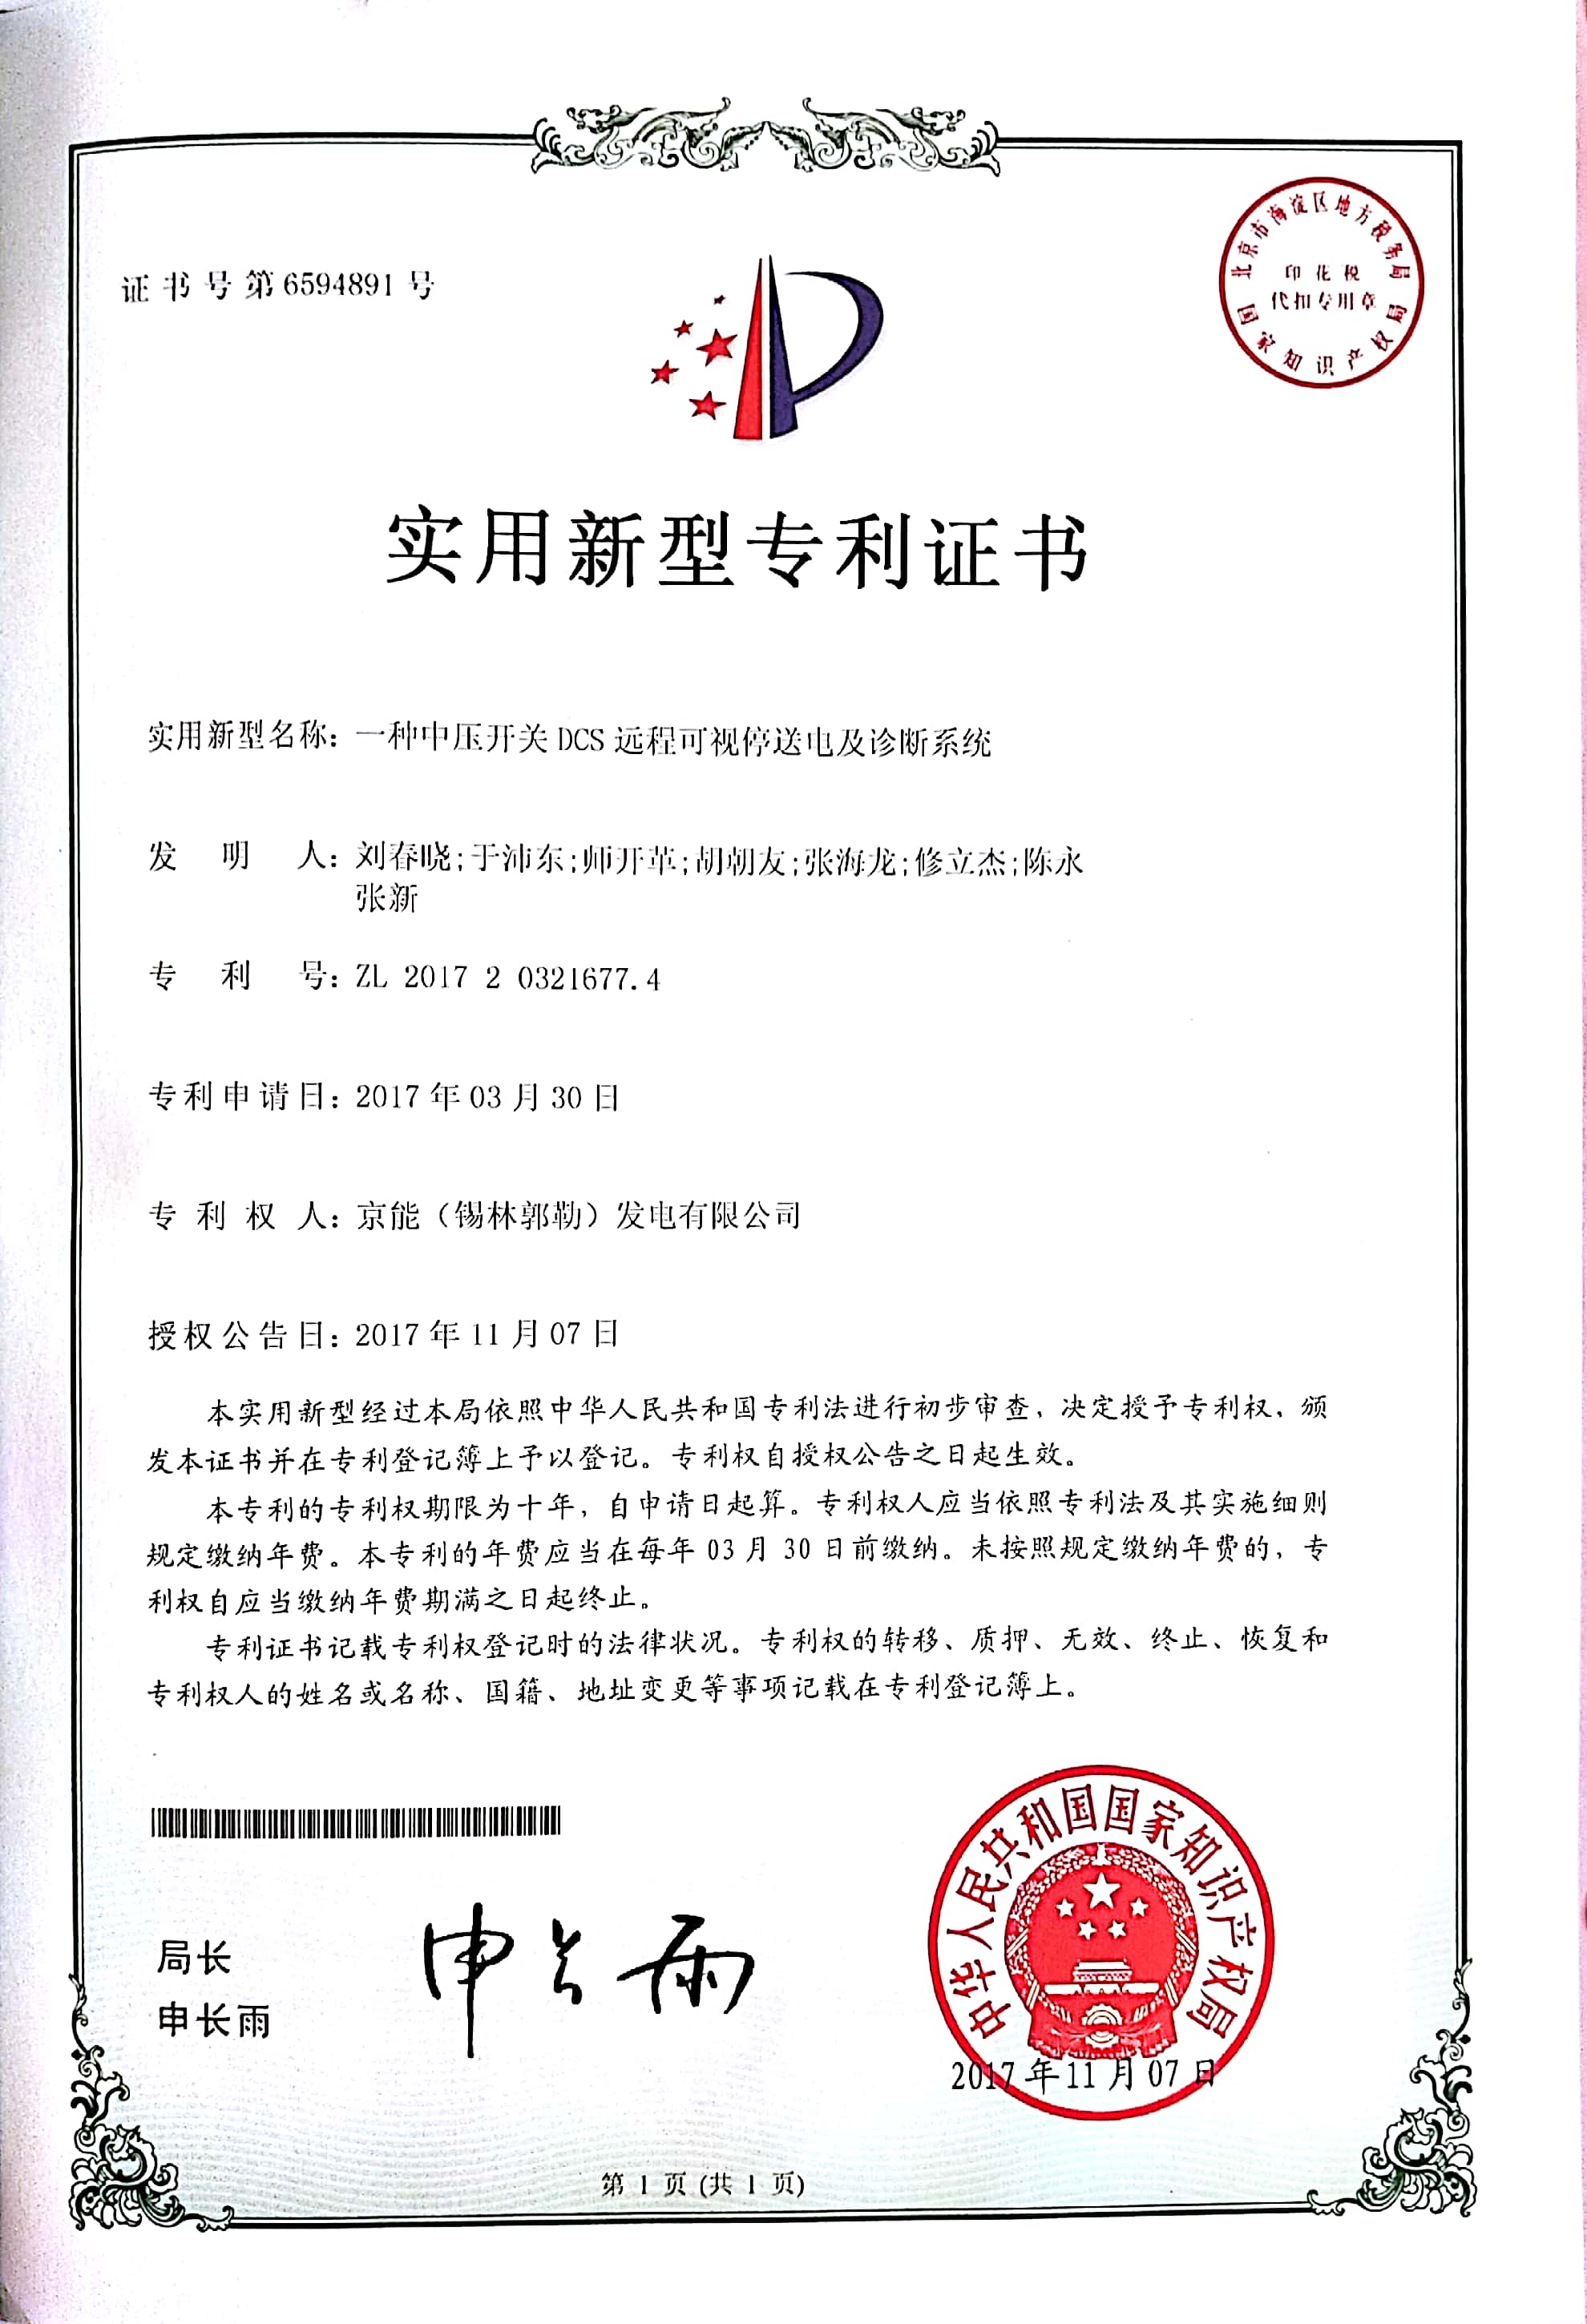 证书号第6594891号
北京市海淀区地方税务局
印花税
代扣专用章
国家知识产权局
实用新型专利证书
实用新型名称：一种中压开关DCS远程可视停送电及诊断系统
发明人：刘春晓;于沛东;师开革;胡朝友;张海龙;修立杰;陈永
张新
专利号：ZL 2017 2 0321677.4
专利申请日：2017年03月30日
专利权人：京能（锡林郭勒）发电有限公司
授权公告日：2017年11月07日
本实用新型经过本局依照中华人民共和国专利法进行初步审查，决定授予专利权，颁
发本证书并在专利登记簿上予以登记。专利权自授权公告之日起生效。
本专利的专利权期限为十年，自申请日起算。专利权人应当依照专利法及其实施细则
规定缴纳年费。本专利的年费应当在每年03月30日前缴纳。未按照规定缴纳年费的，专
利权自应当缴纳年费期满之日起终止。
专利证书记载专利权登记时的法律状况。专利权的转移、质押、无效、终止、恢复和
专利权人的姓名或名称、国籍、地址变更等事项记载在专利登记簿上。
局长
申长雨
申长雨
中华人民共和国国家知识产权局
2017年11月07日
第1页(共1页)